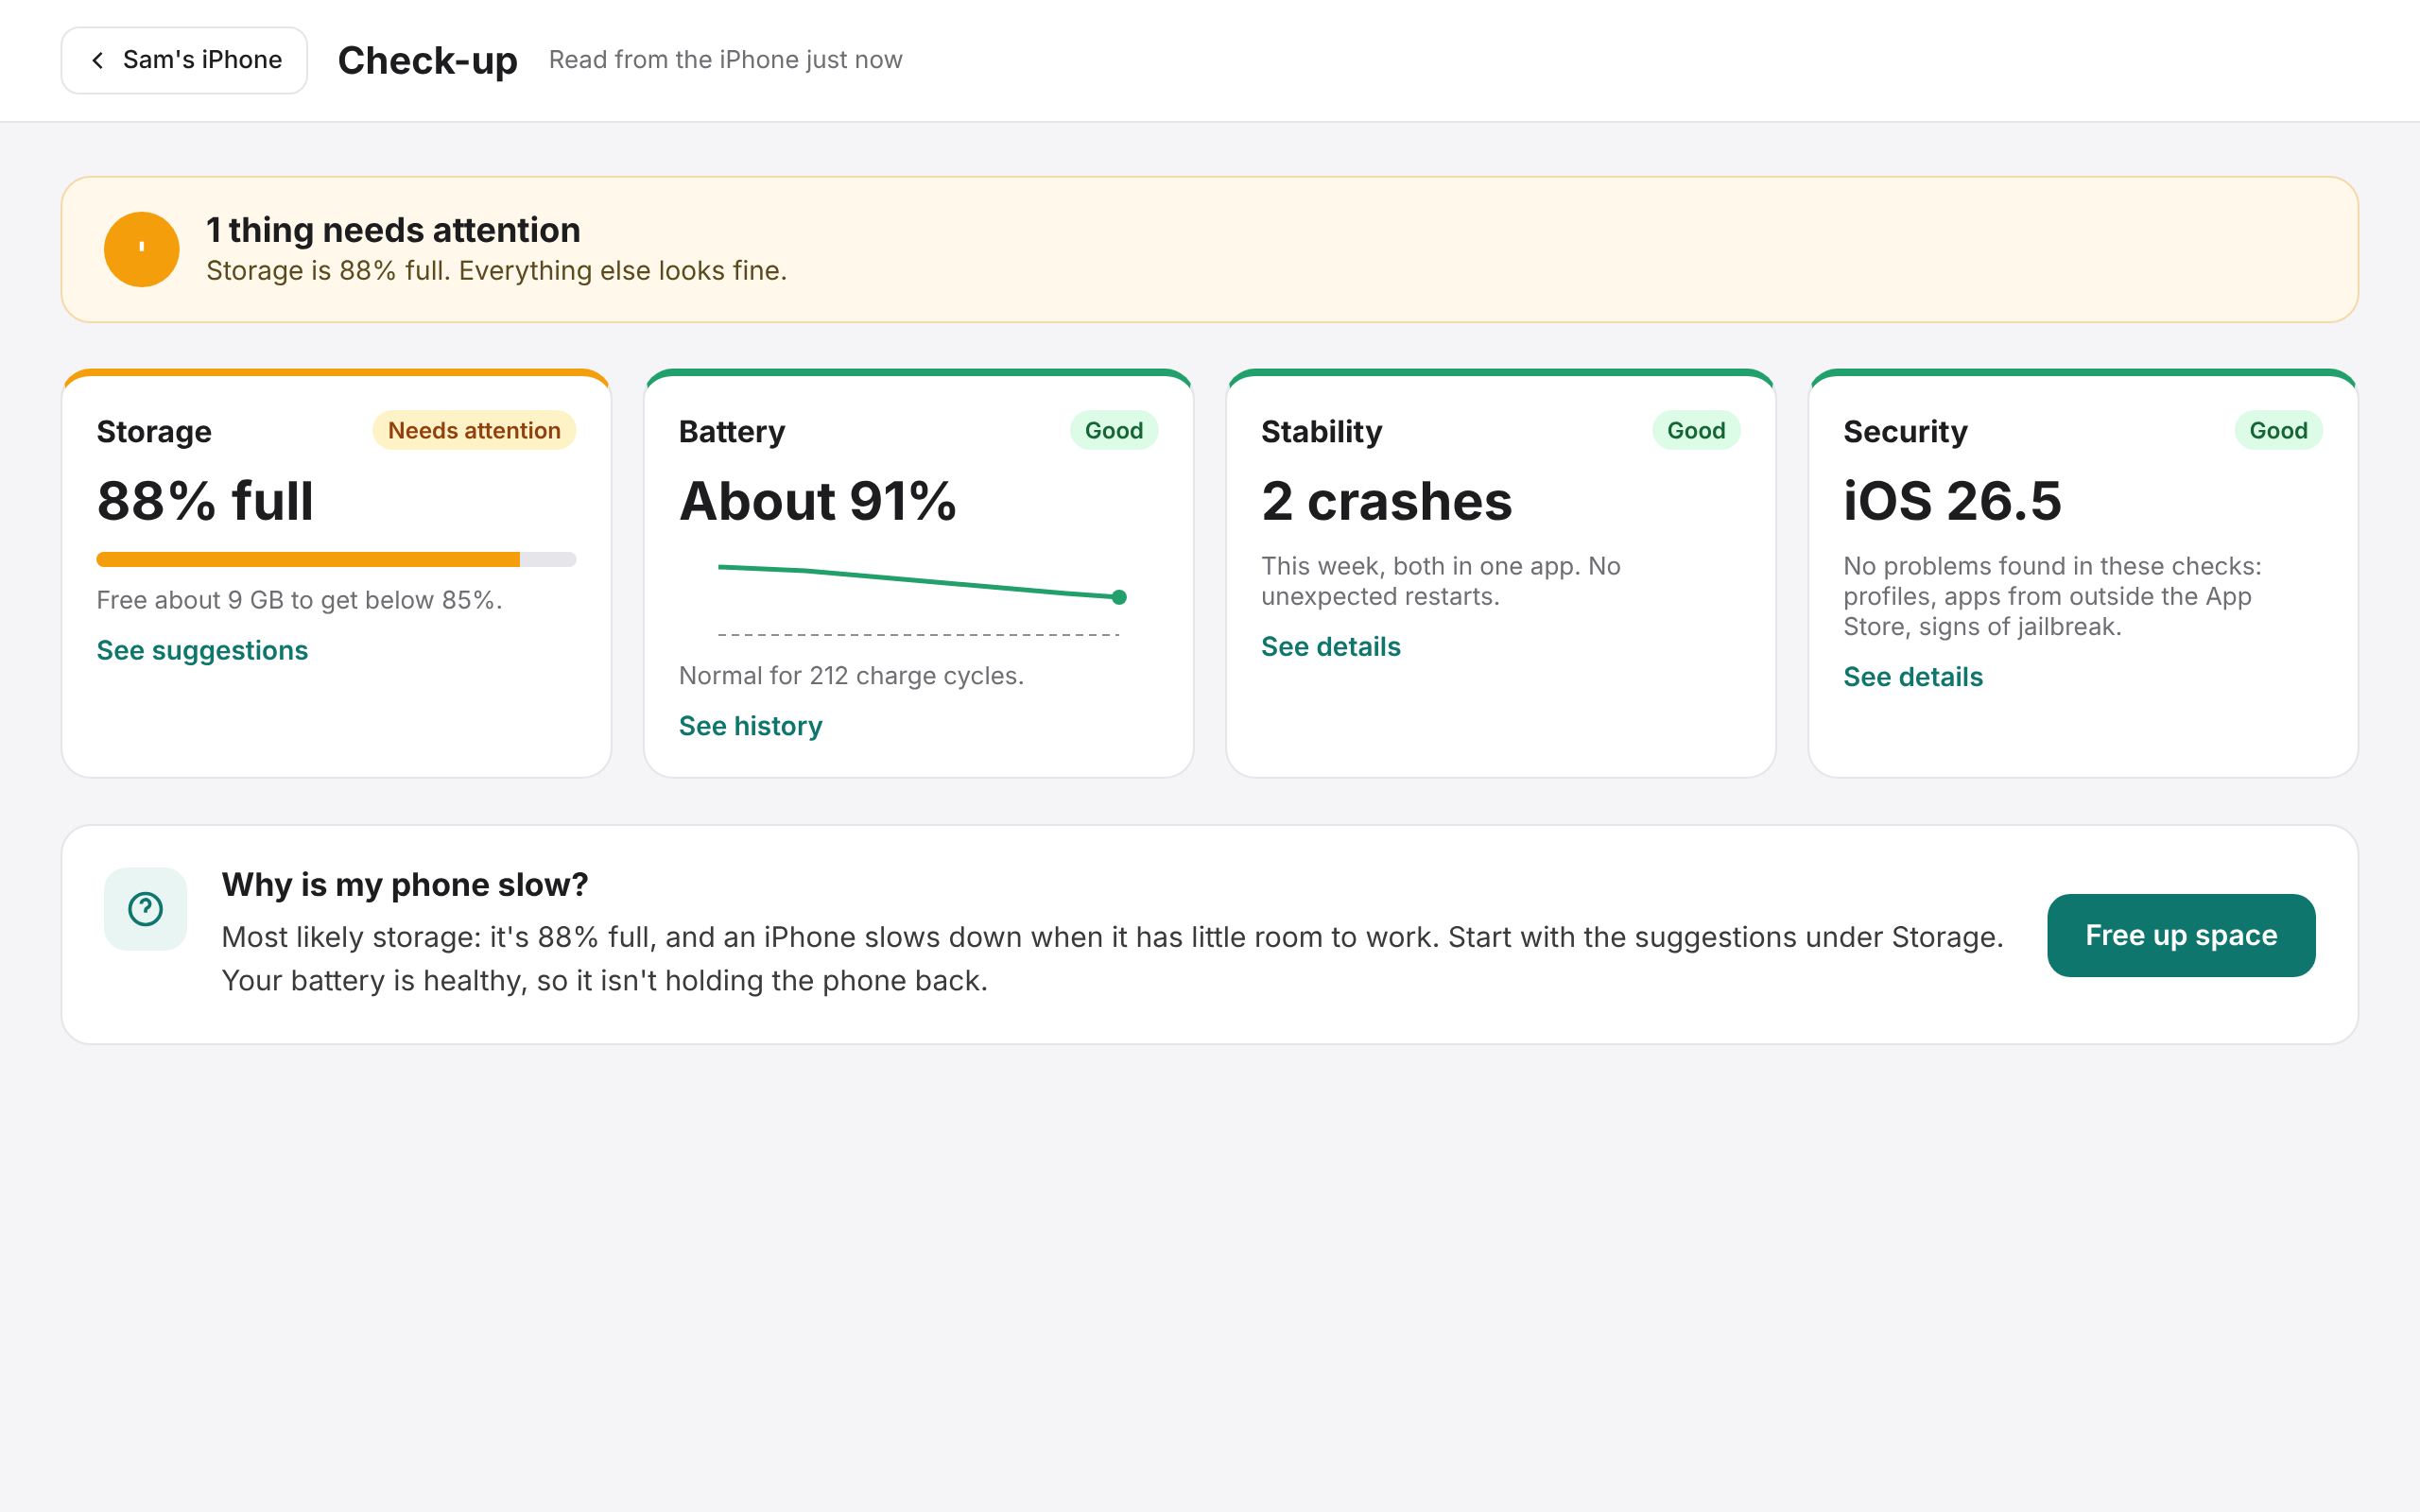 Sam's iPhone
Check-up
Read from the iPhone just now
1 thing needs attention
Storage is 88% full. Everything else looks fine.
Storage
Needs attention
88% full
Free about 9 GB to get below 85%.
See suggestions
Battery
Good
About 91%
Normal for 212 charge cycles.
See history
Stability
Good
2 crashes
This week, both in one app. No
unexpected restarts.
See details
Security
Good
iOS 26.5
No problems found in these checks:
profiles, apps from outside the App
Store, signs of jailbreak.
See details
Why is my phone slow?
Most likely storage: it's 88% full, and an iPhone slows down when it has little room to work. Start with the suggestions under Storage.
Your battery is healthy, so it isn't holding the phone back.
Free up space